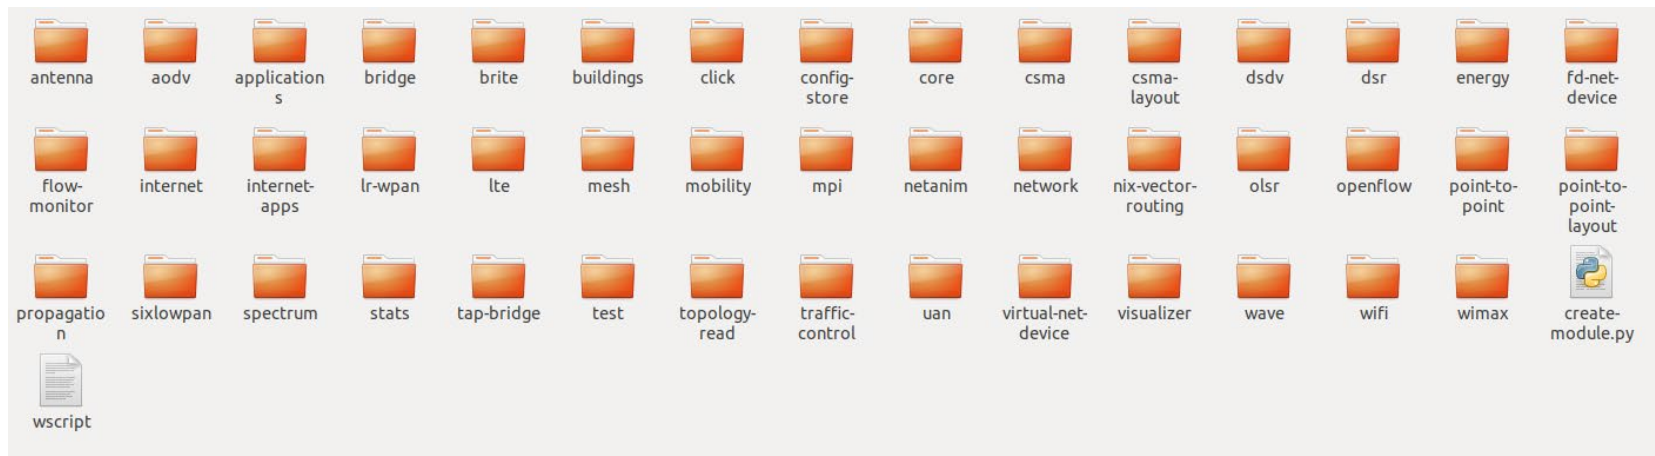 antenna
aodv
application
s
bridge
brite
buildings
click
config-
store
core
csma
csma-
layout
dsdv
dsr
energy
fd-net-
device
flow-
monitor
internet
internet-
apps
lr-wpan
lte
mesh
mobility
mpi
netanim
network
nix-vector-
routing
olsr
openflow
point-to-
point
point-to-
point-
layout
propagatio
n
sixlowpan
spectrum
stats
tap-bridge
test
topology-
read
traffic-
control
uan
virtual-net-
device
visualizer
wave
wifi
wimax
create-
module.py
wscript